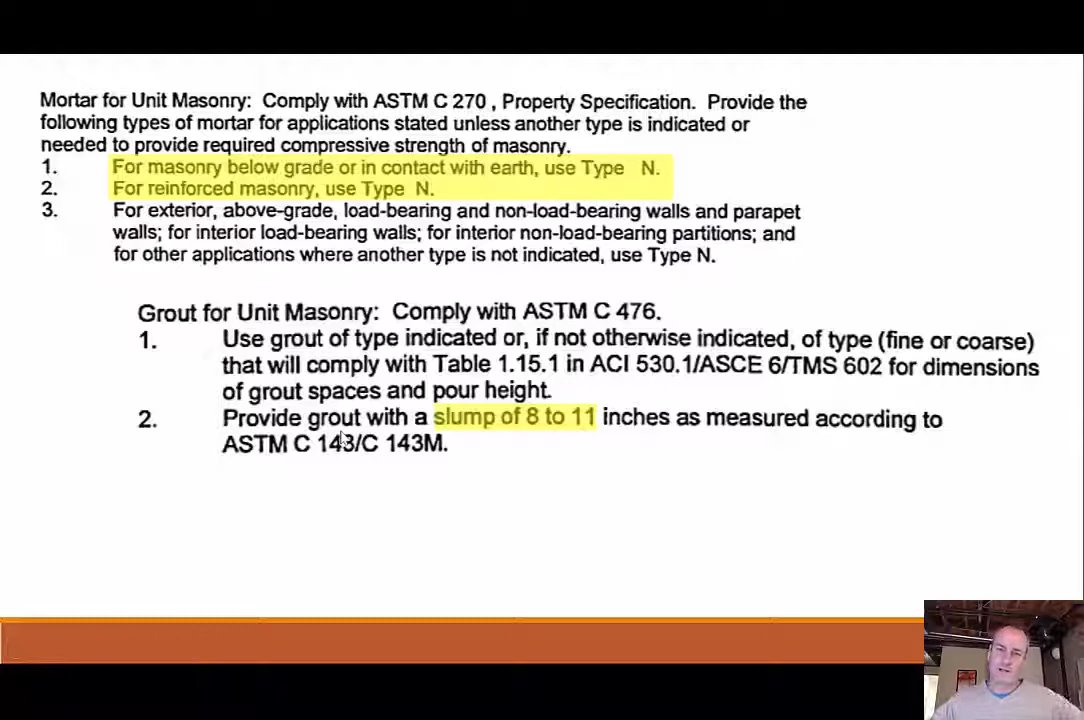 Mortar for Unit Masonry: Comply with ASTM C 270 , Property Specification. Provide the
following types of mortar for applications stated unless another type is indicated or
needed to provide required compressive strength of masonry.
1. For masonry below grade or in contact with earth, use Type N.
2. For reinforced masonry, use Type N.
3. For exterior, above-grade, load-bearing and non-load-bearing walls and parapet
walls; for interior load-bearing walls; for interior non-load-bearing partitions; and
for other applications where another type is not indicated, use Type N.
Grout for Unit Masonry: Comply with ASTM C 476.
1. Use grout of type indicated or, if not otherwise indicated, of type (fine or coarse)
that will comply with Table 1.15.1 in ACI 530.1/ASCE 6/TMS 602 for dimensions
of grout spaces and pour height.
2. Provide grout with a slump of 8 to 11 inches as measured according to
ASTM C 143/C 143M.